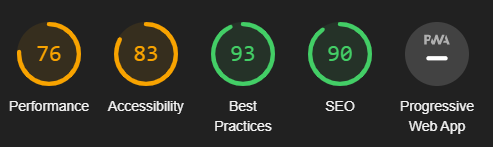 76
83
93
90
PWA
Performance
Accessibility
Best
Practices
SEO
Progressive
Web App